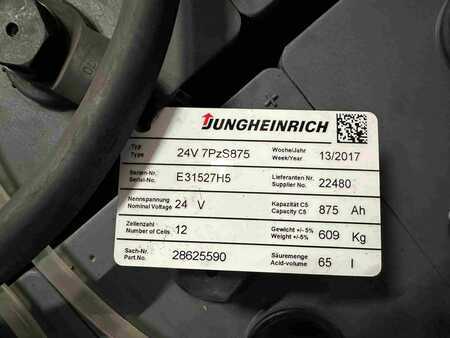 JUNGHEINRICH
Typ
Type 24V 7PzS875 Woche/Jahr
Week/Year 13/2017
Serien-Nr.
Serial-No. E31527H5 Lieferanten Nr.
Supplier No. 22480
Nennspannung
Nominal Voltage 24 V Kapazität C5
Capacity C5 875 Ah
Zellenzahl
Number of Cells 12 Gewicht +/- 5%
Weight +/-5% 609 Kg
Sach-Nr.
Part.No. 28625590 Säuremenge
Acid-volume 65 l